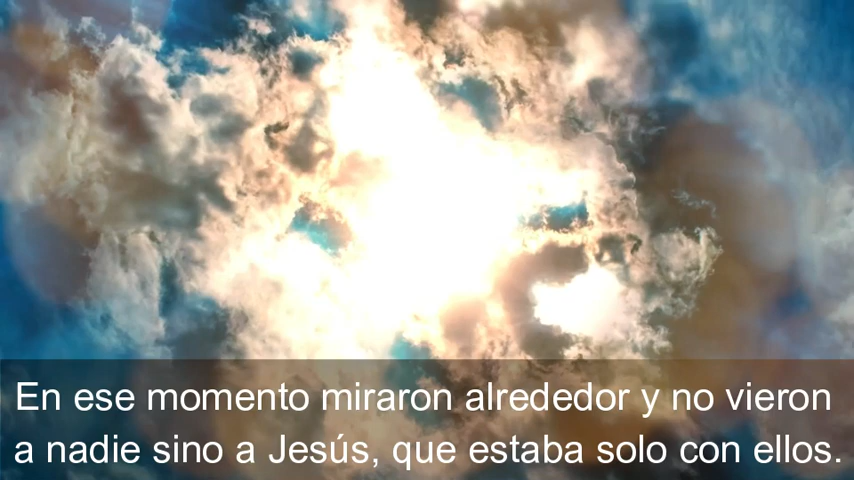 En ese momento miraron alrededor y no vieron
a nadie sino a Jesús, que estaba solo con ellos.